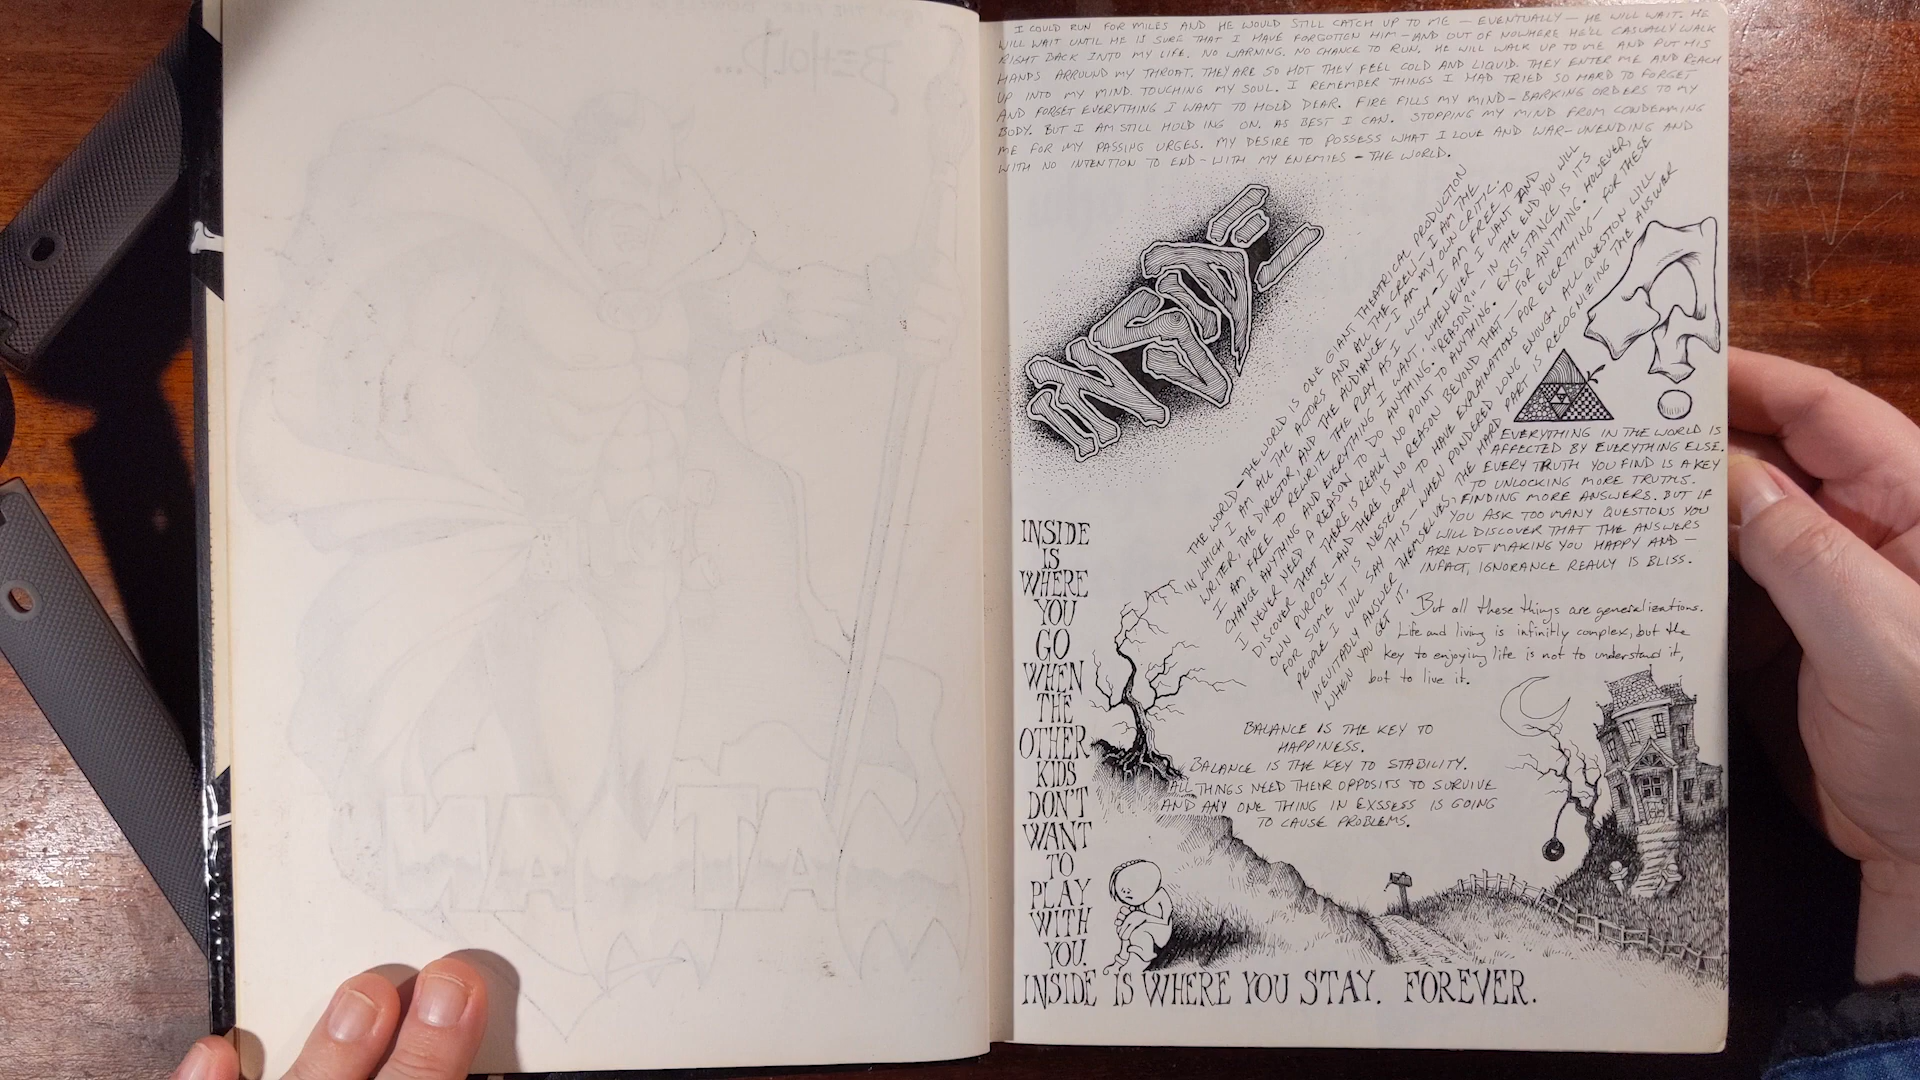 BEHOLD...
MANTAM
I COULD RUN FOR MILES AND HE WOULD STILL CATCH UP TO ME – EVENTUALLY – HE WILL WAIT. HE
WILL WAIT UNTIL HE IS SURE THAT I HAVE FORGOTTEN HIM – AND OUT OF NOWHERE HE'LL CASUALLY WALK
RIGHT BACK INTO MY LIFE. NO WARNING. NO CHANCE TO RUN. HE WILL WALK UP TO ME AND PUT HIS
HANDS ARROUND MY THROAT. THEY ARE SO HOT THEY FEEL COLD AND LIQUID. THEY ENTER ME AND REACH
UP INTO MY MIND. TOUCHING MY SOUL. I REMEMBER THINGS I HAD TRIED SO HARD TO FORGET
AND FORGET EVERYTHING I WANT TO HOLD DEAR. FIRE FILLS MY MIND – BARKING ORDERS TO MY
BODY. BUT I AM STILL HOLD ING ON. AS BEST I CAN. STOPPING MY MIND FROM CONDEMNING
ME FOR MY PASSING URGES. MY DESIRE TO POSSESS WHAT I LOVE AND WAR–UNENDING AND
WITH NO INTENTION TO END – WITH MY ENEMIES – THE WORLD.
THE WORLD – THE WORLD IS ONE GIANT THEATRICAL PRODUCTION
IN WHICH I AM ALL THE ACTORS AND ALL THE CREW – I AM THE
WRITER, THE DIRECTOR, AND THE AUDIANCE – I AM MY OWN CRITIC.
I AM FREE TO REWRITE THE PLAY AS I WISH – I AM FREE TO
CHANGE ANYTHING AND EVERYTHING I WANT, WHENEVER I WANT AND
I NEVER NEED A REASON TO DO ANYTHING. "REASON?" – IN THE END YOU WILL
DISCOVER THAT THERE IS REALLY NO POINT TO ANYTHING. EXSISTANCE IS ITS
OWN PURPOSE – AND THERE IS NO REASON BEYOND THAT – FOR ANYTHING. HOWEVER,
FOR SOME IT IS NESSECARY TO HAVE EXPLAINATIONS FOR EVERYTHING – FOR THESE
PEOPLE I WILL SAY THIS – WHEN PONDERED LONG ENOUGH ALL QUESTION WILL
INEVITABLY ANSWER THEMSELVES, THE HARD PART IS RECOGNIZING THE ANSWER
WHEN YOU GET IT.
EVERYTHING IN THE WORLD IS
AFFECTED BY EVERYTHING ELSE.
EVERY TRUTH YOU FIND IS A KEY
TO UNLOCKING MORE TRUTHS.
FINDING MORE ANSWERS. BUT IF
YOU ASK TOO MANY QUESTIONS YOU
WILL DISCOVER THAT THE ANSWERS
ARE NOT MAKING YOU HAPPY AND –
INFACT, IGNORANCE REALLY IS BLISS.
But all these things are generalizations.
Life and living is infinitly complex, but the
key to enjoying life is not to understand it,
but to live it.
BALANCE IS THE KEY TO
HAPPINESS.
BALANCE IS THE KEY TO STABILITY.
ALL THINGS NEED THEIR OPPOSITS TO SURVIVE
AND ANY ONE THING IN EXSSESS IS GOING
TO CAUSE PROBLEMS.
INSIDE
IS
WHERE
YOU
GO
WHEN
THE
OTHER
KIDS
DON'T
WANT
TO
PLAY
WITH
YOU.
INSIDE IS WHERE YOU STAY. FOREVER.